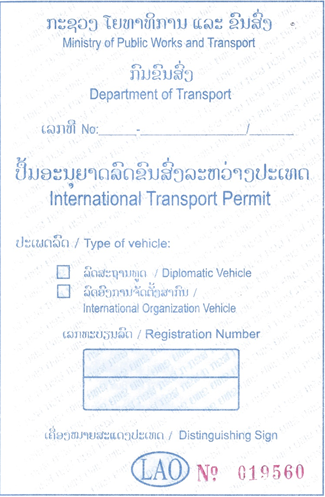 ກະຊວງ ໂຍທາທິການ ແລະ ຂົນສົ່ງ
Ministry of Public Works and Transport
ກົມຂົນສົ່ງ
Department of Transport
ເລກທີ No:______-__________________/_______
ປຶ້ມອະນຸຍາດລົດຂົນສົ່ງລະຫວ່າງປະເທດ
International Transport Permit
ປະເພດລົດ / Type of vehicle:
ລົດສະຖານທູດ / Diplomatic Vehicle
ລົດອົງການຈັດຕັ້ງສາກົນ /
International Organization Vehicle
ເລກທະບຽນລົດ / Registration Number
ເຄື່ອງໝາຍສະແດງປະເທດ / Distinguishing Sign
LAO № 019560